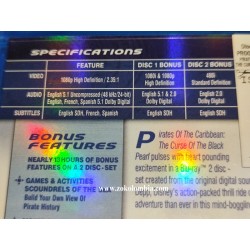 SPECIFICATIONS
FEATURE DISC 1 BONUS DISC 2 BONUS
VIDEO 1080p High Definition / 2.35:1 1080i & 1080p High Definition 480i Standard Definition
AUDIO English 5.1 Uncompressed (48 kHz/24-bit) English, French, Spanish 5.1 Dolby Digital English 5.1 & 2.0 Dolby Digital English 2.0 Dolby Digital
SUBTITLES English SDH, French, Spanish English SDH English SDH
BONUS
FEATURES
NEARLY 12 HOURS OF BONUS
FEATURES ON A 2 DISC-SET
+ GAMES & ACTIVITIES
SCOUNDRELS OF THE
Build Your Own View Of
Pirate History
Pirates Of The Caribbean:
The Curse Of The Black
Pearl pulses with heart pounding
excitement in a
set created from the original digital
Disney's action-packed thrill ride
adventure than ever in this mind-boggling
www.zokolumbia.com